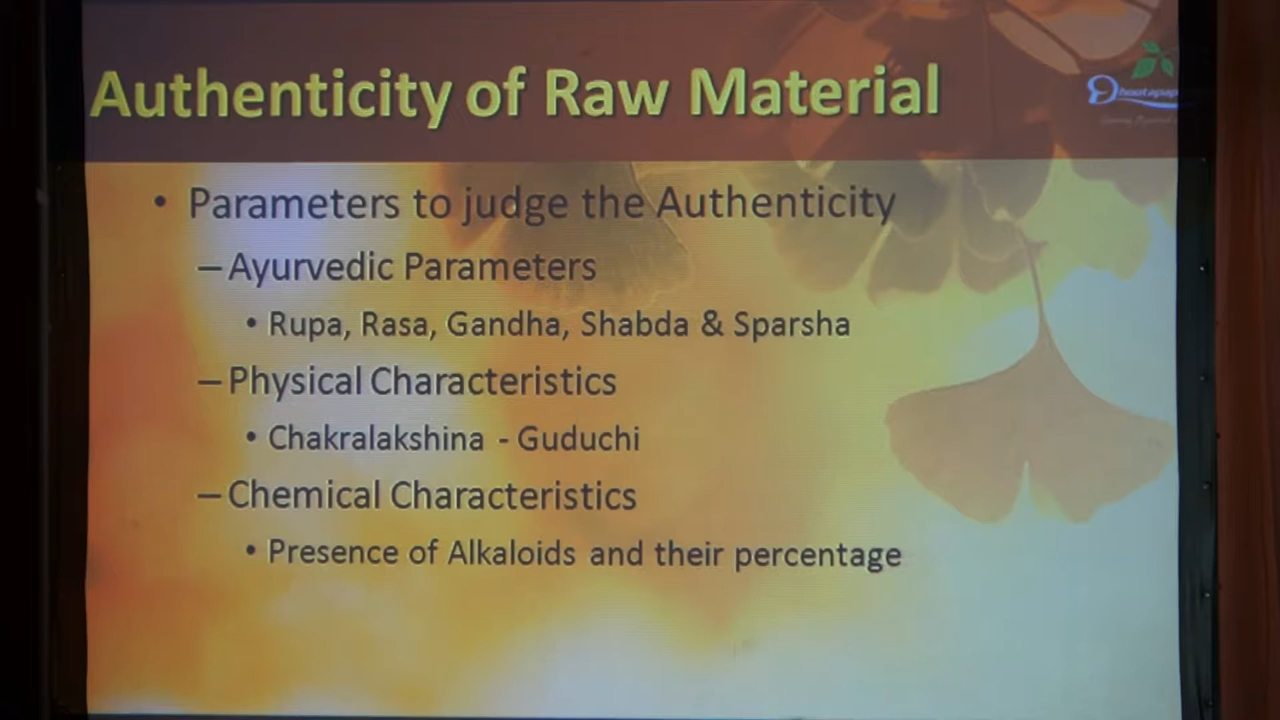 Authenticity of Raw Material
• Parameters to judge the Authenticity
– Ayurvedic Parameters
• Rupa, Rasa, Gandha, Shabda & Sparsha
– Physical Characteristics
• Chakralakshina - Guduchi
– Chemical Characteristics
• Presence of Alkaloids and their percentage